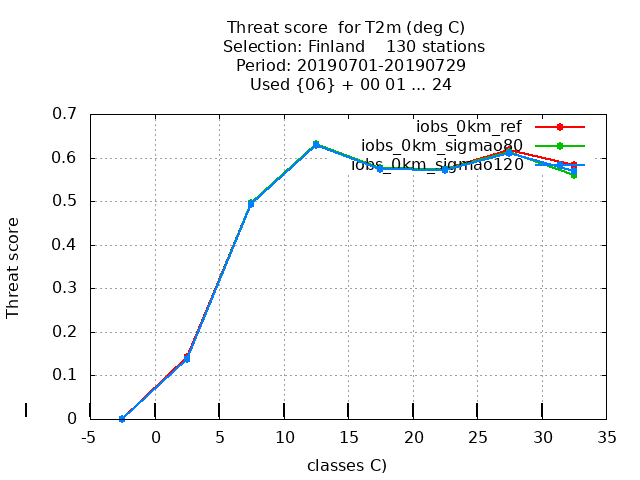 Threat score for T2m (deg C)
Selection: Finland 130 stations
Period: 20190701-20190729
Used {06} + 00 01 ... 24
iobs_0km_ref
iobs_0km_sigmao80
iobs_0km_sigmao120
Threat score
0.7
0.6
0.5
0.4
0.3
0.2
0.1
0
-5 0 5 10 15 20 25 30 35
classes C)